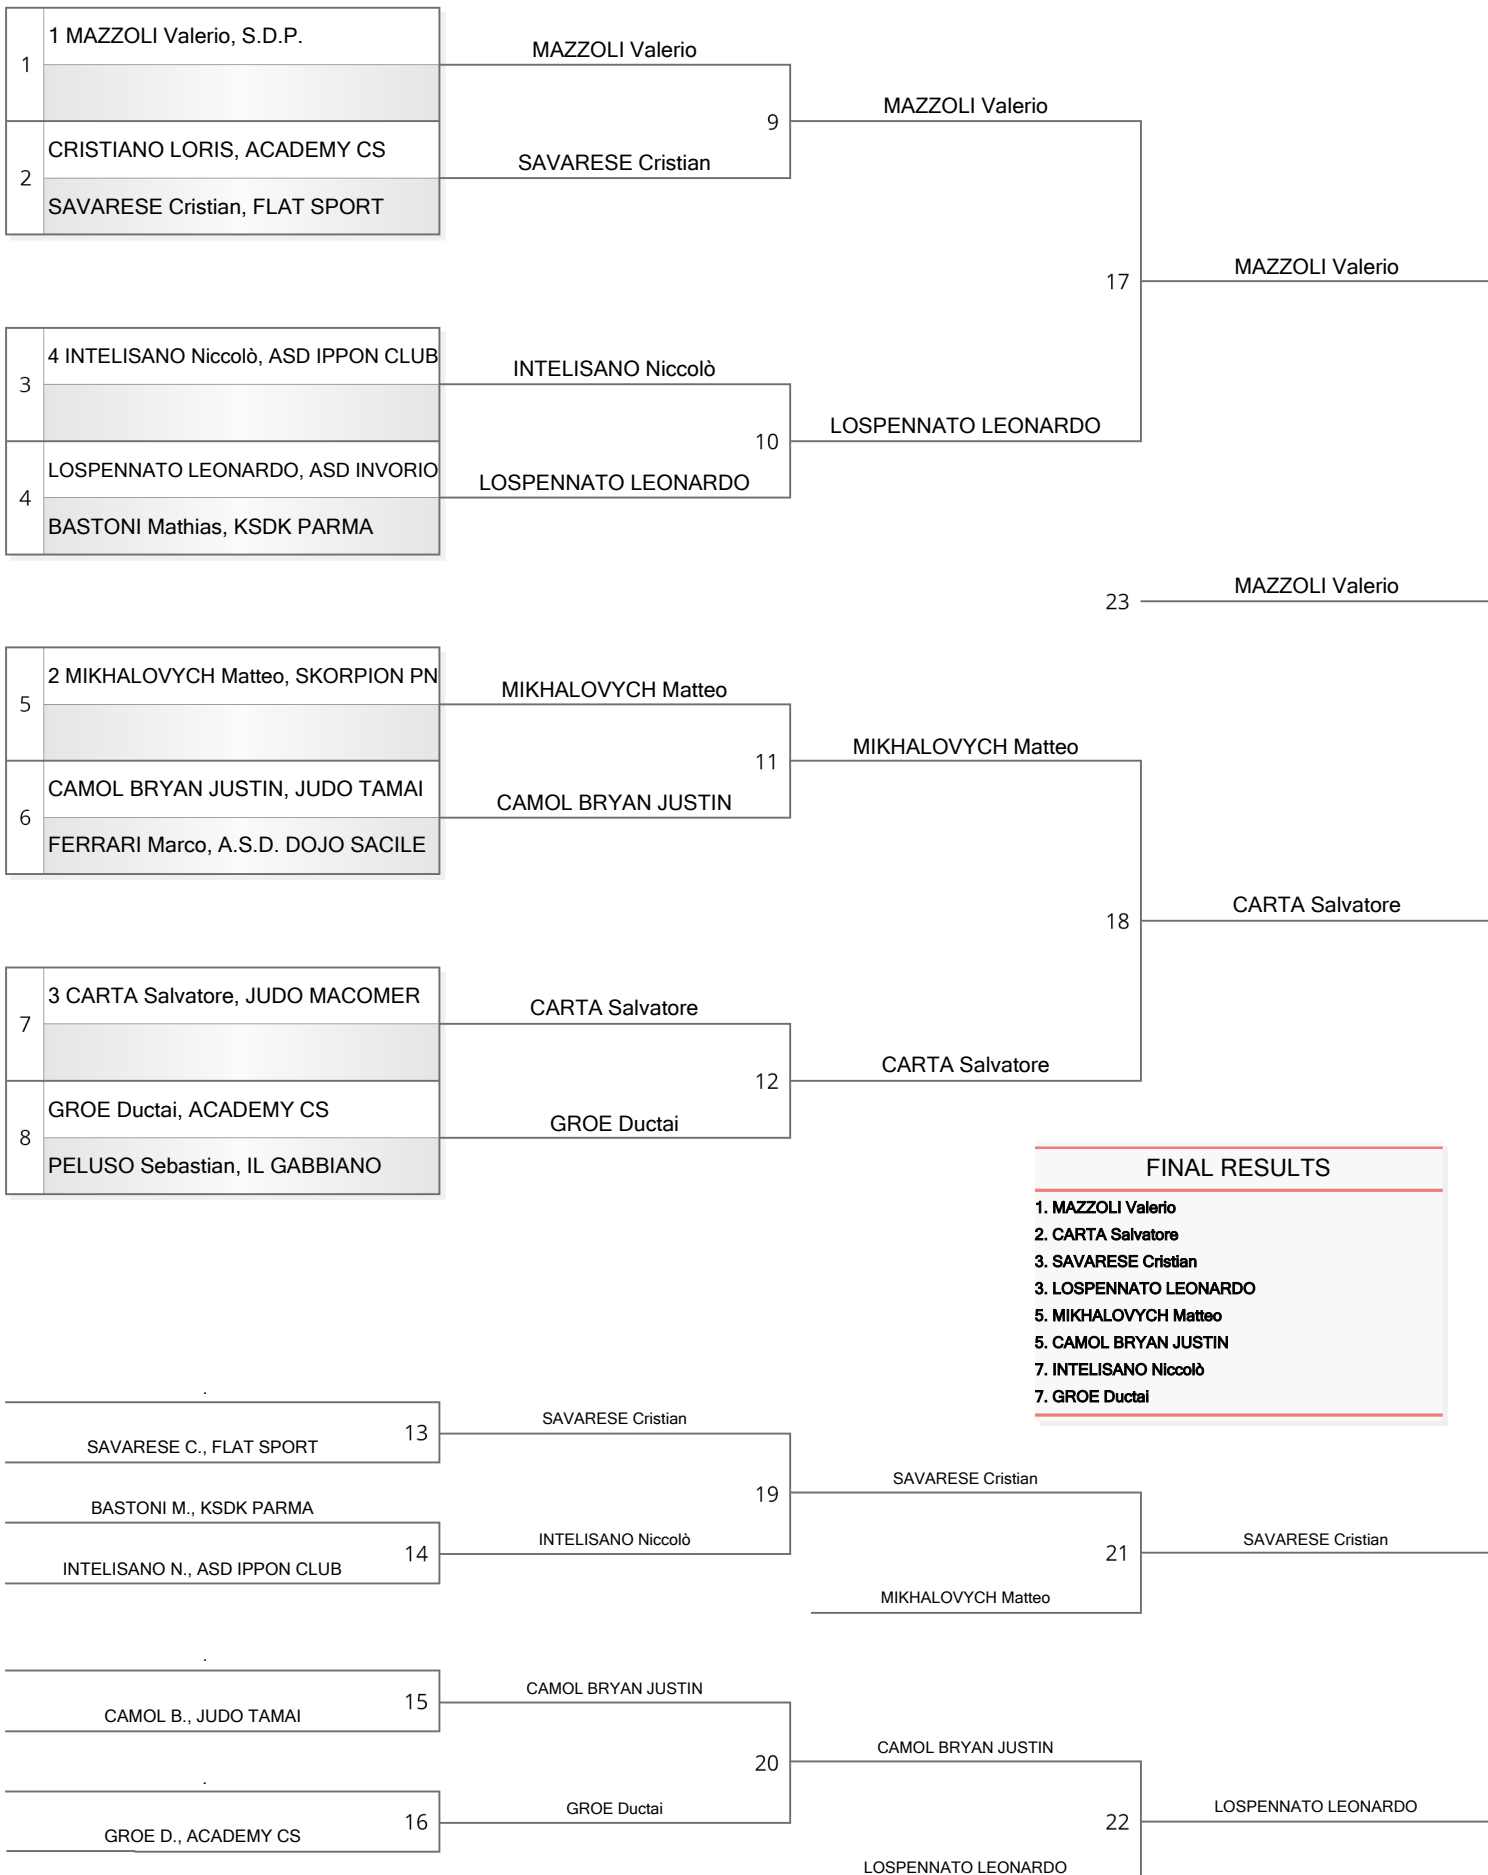 1 MAZZOLI Valerio, S.D.P.
1
MAZZOLI Valerio
9
MAZZOLI Valerio
CRISTIANO LORIS, ACADEMY CS
2
SAVARESE Cristian
SAVARESE Cristian, FLAT SPORT
17
MAZZOLI Valerio
4 INTELISANO Niccolò, ASD IPPON CLUB
3
INTELISANO Niccolò
10
LOSPENNATO LEONARDO
LOSPENNATO LEONARDO, ASD INVORIO
4
LOSPENNATO LEONARDO
BASTONI Mathias, KSDK PARMA
23
MAZZOLI Valerio
2 MIKHALOVYCH Matteo, SKORPION PN
5
MIKHALOVYCH Matteo
11
MIKHALOVYCH Matteo
CAMOL BRYAN JUSTIN, JUDO TAMAI
6
CAMOL BRYAN JUSTIN
FERRARI Marco, A.S.D. DOJO SACILE
18
CARTA Salvatore
3 CARTA Salvatore, JUDO MACOMER
7
CARTA Salvatore
12
CARTA Salvatore
GROE Ductai, ACADEMY CS
8
GROE Ductai
PELUSO Sebastian, IL GABBIANO
FINAL RESULTS
1. MAZZOLI Valerio
2. CARTA Salvatore
3. SAVARESE Cristian
3. LOSPENNATO LEONARDO
5. MIKHALOVYCH Matteo
5. CAMOL BRYAN JUSTIN
7. INTELISANO Niccolò
7. GROE Ductai
.
13
SAVARESE Cristian
SAVARESE C., FLAT SPORT
19
SAVARESE Cristian
BASTONI M., KSDK PARMA
14
INTELISANO Niccolò
INTELISANO N., ASD IPPON CLUB
21
SAVARESE Cristian
MIKHALOVYCH Matteo
.
15
CAMOL BRYAN JUSTIN
CAMOL B., JUDO TAMAI
20
CAMOL BRYAN JUSTIN
.
16
GROE Ductai
GROE D., ACADEMY CS
22
LOSPENNATO LEONARDO
LOSPENNATO LEONARDO